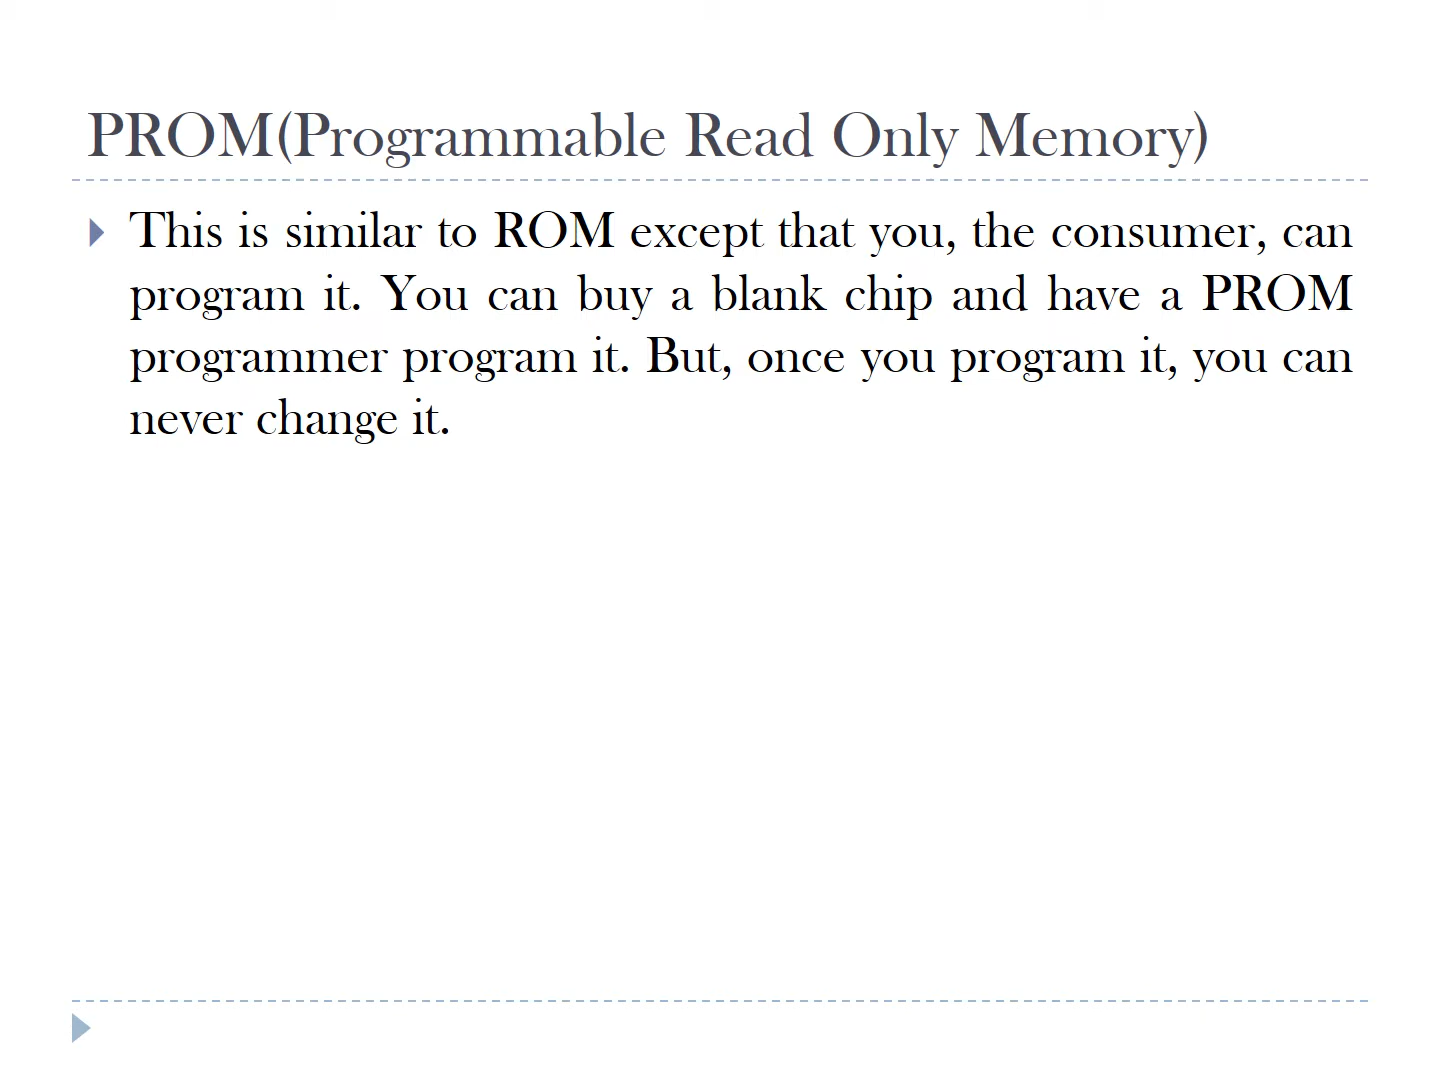 PROM(Programmable Read Only Memory)
This is similar to ROM except that you, the consumer, can
program it. You can buy a blank chip and have a PROM
programmer program it. But, once you program it, you can
never change it.